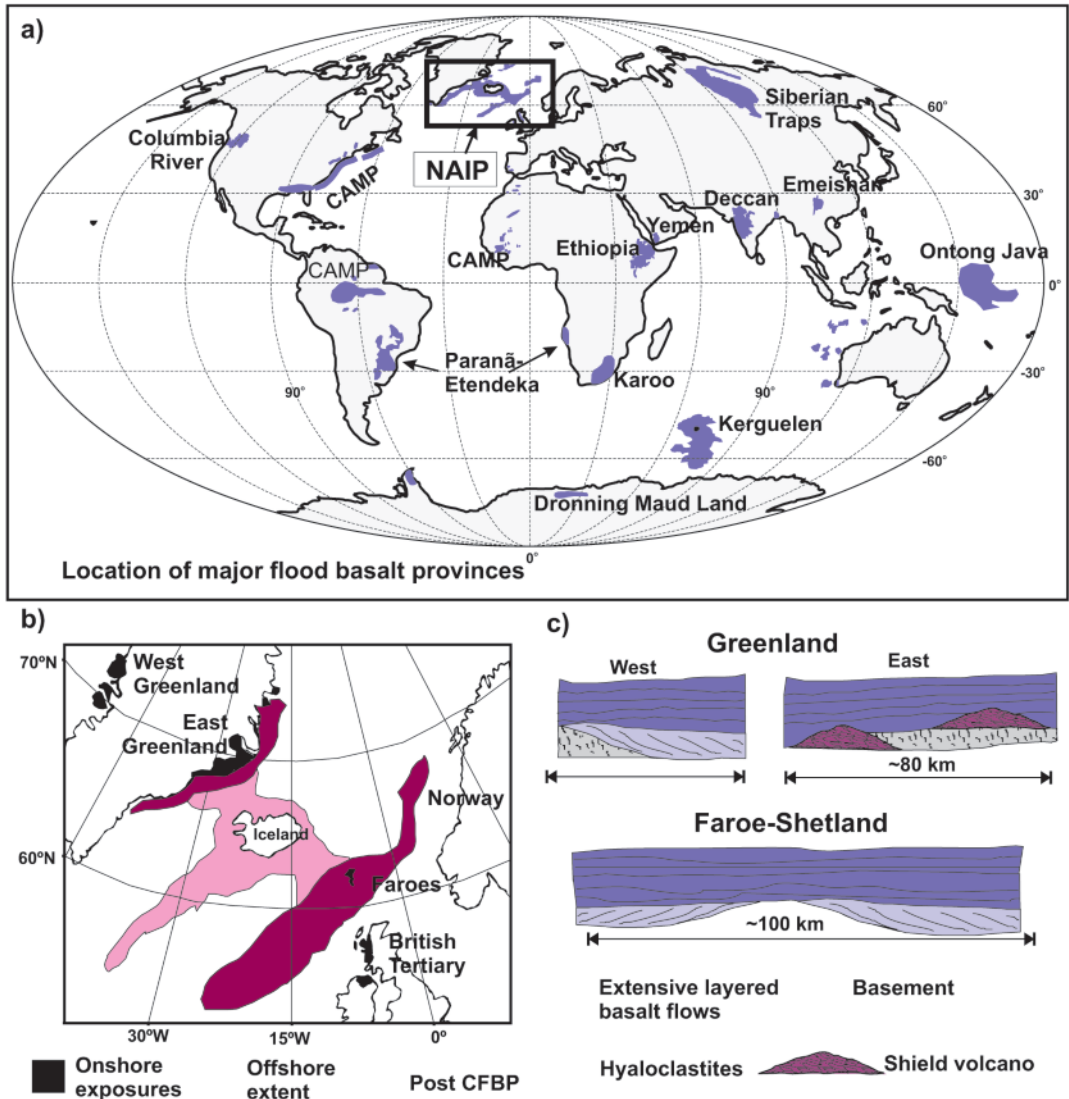 a)
Columbia
River
CAMP
NAIP
Siberian
Traps
60°
Emeishan
30°
Deccan
Yemen
Ethiopia
CAMP
Ontong Java
CAMP
0°
Paranã-
Etendeka
Karoo
-30°
90°
90°
Kerguelen
-60°
Dronning Maud Land
0°
Location of major flood basalt provinces
b)
70ºN
West
Greenland
East
Greenland
Norway
Iceland
60ºN
Faroes
British
Tertiary
30ºW
15ºW
0º
Onshore
exposures
Offshore
extent
Post CFBP
c)
Greenland
West
East
~80 km
Faroe-Shetland
~100 km
Extensive layered
basalt flows
Basement
Hyaloclastites
Shield volcano